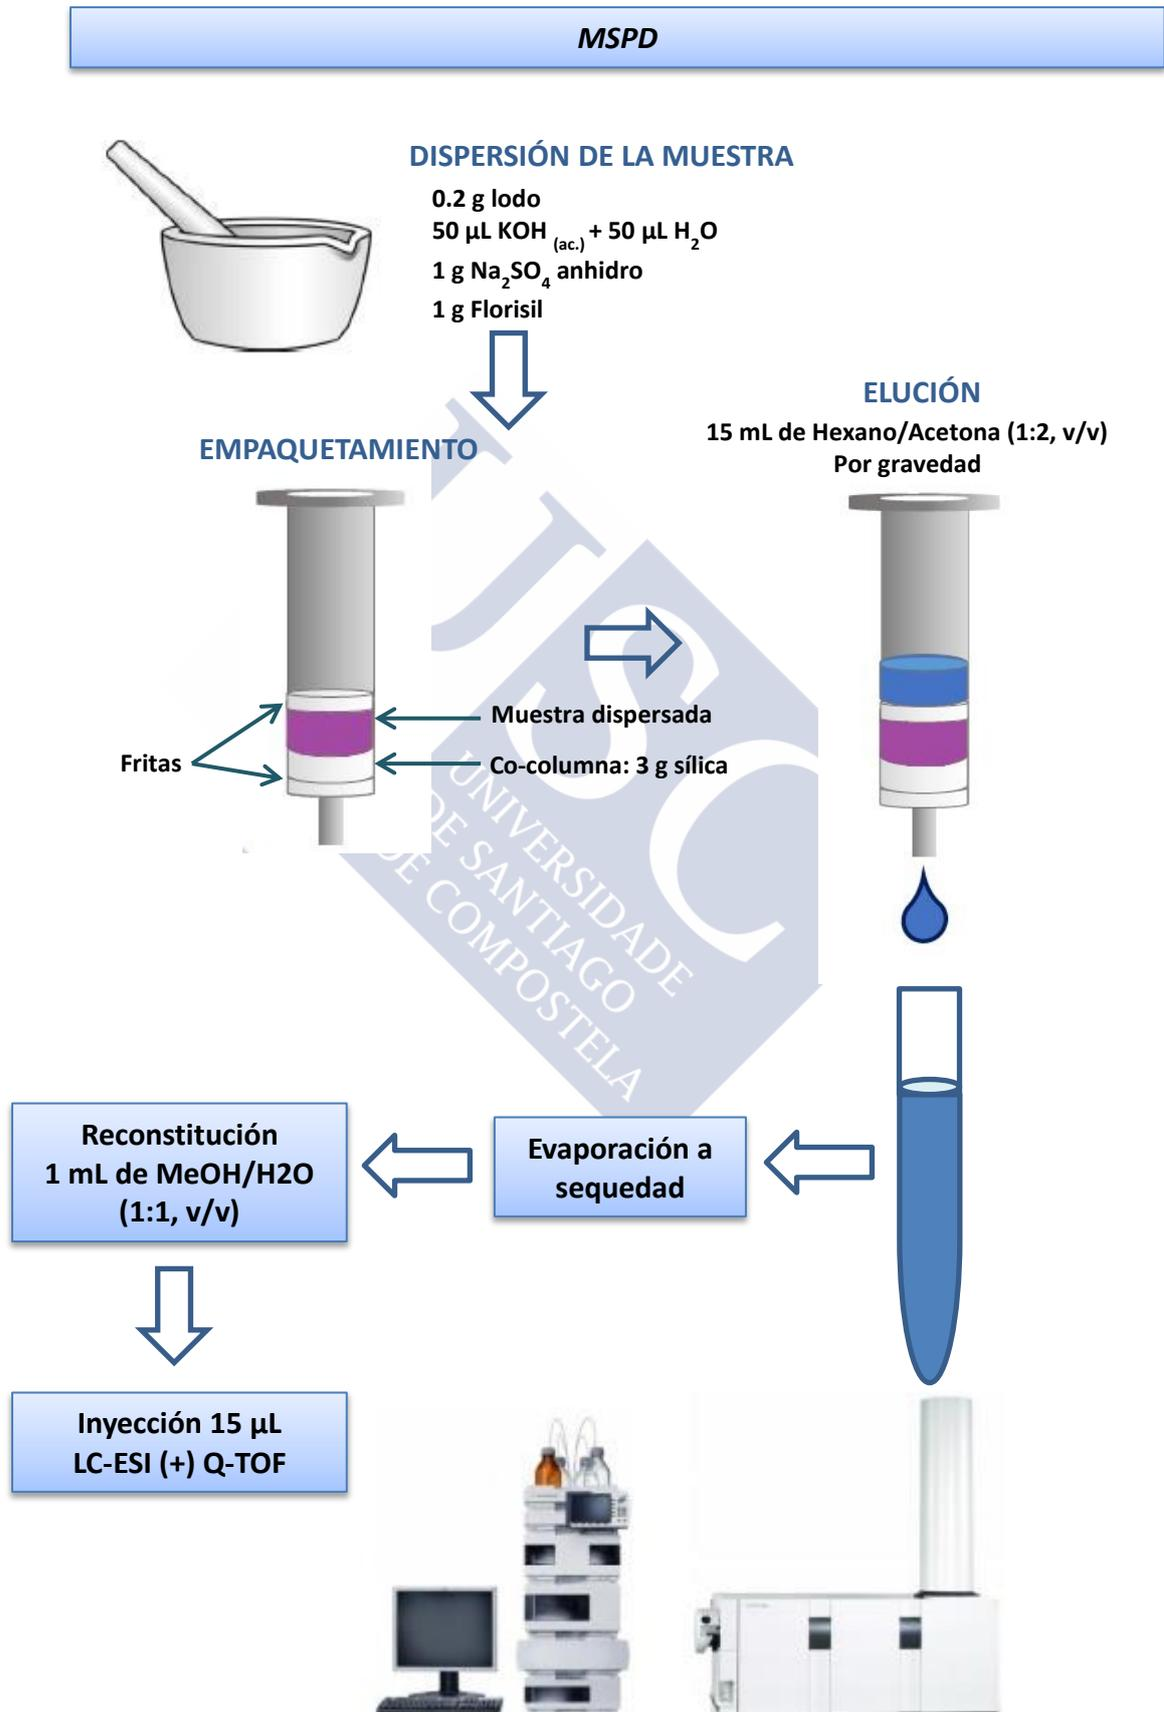 MSPD
DISPERSIÓN DE LA MUESTRA
0.2 g lodo
50 µL KOH (ac.) + 50 µL H2O
1 g Na2SO4 anhidro
1 g Florisil
EMPAQUETAMIENTO
ELUCIÓN
15 mL de Hexano/Acetona (1:2, v/v)
Por gravedad
Muestra dispersada
Fritas
Co-columna: 3 g sílica
USC
UNIVERSIDADE
DE SANTIAGO
DE COMPOSTELA
Evaporación a
sequedad
Reconstitución
1 mL de MeOH/H2O
(1:1, v/v)
Inyección 15 µL
LC-ESI (+) Q-TOF